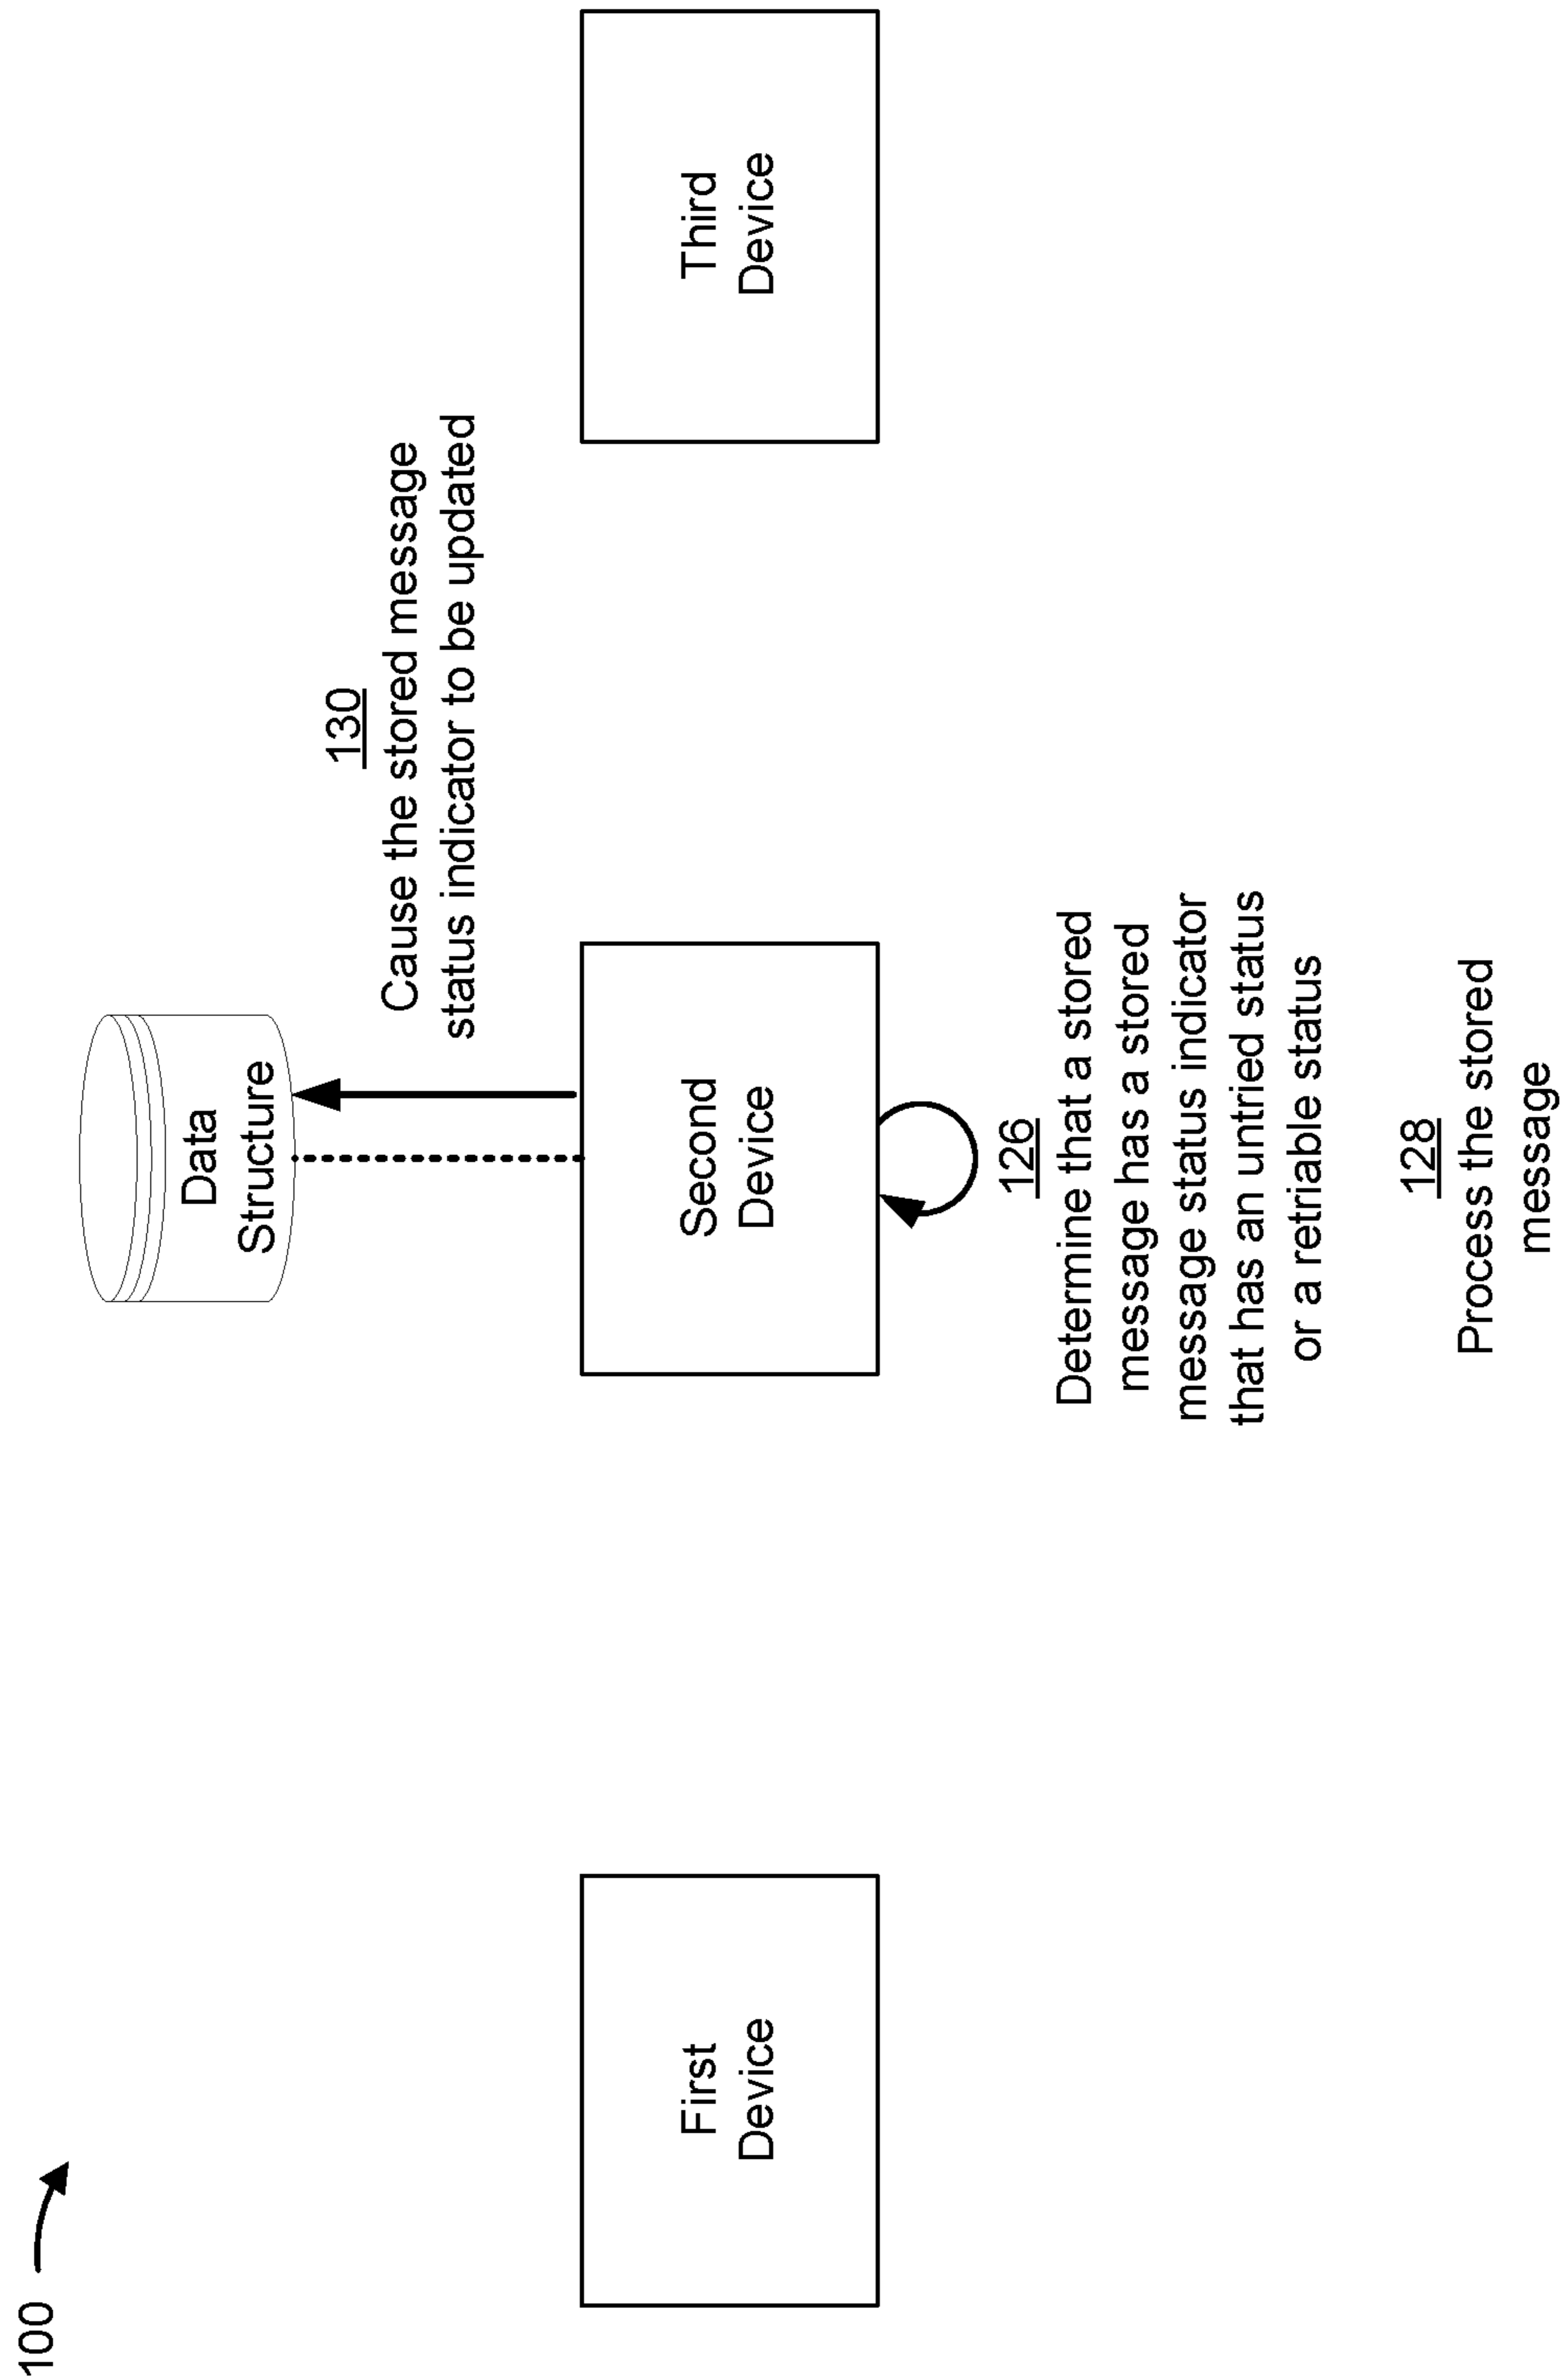 100
Data
Structure
130
Cause the stored message
status indicator to be updated
First
Device
Second
Device
Third
Device
126
Determine that a stored
message has a stored
message status indicator
that has an untried status
or a retriable status
128
Process the stored
message